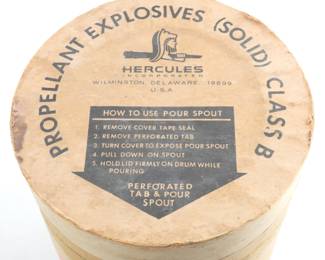 PROPELLANT EXPLOSIVES (SOLID) CLASS B
HERCULES
INCORPORATED
WILMINGTON, DELAWARE, 19899
U.S.A
HOW TO USE POUR SPOUT
1. REMOVE COVER TAPE SEAL
2. REMOVE PERFORATED TAB
3. TURN COVER TO EXPOSE POUR SPOUT
4. PULL DOWN ON SPOUT
5. HOLD LID FIRMLY ON DRUM WHILE
POURING
PERFORATED
TAB & POUR
SPOUT